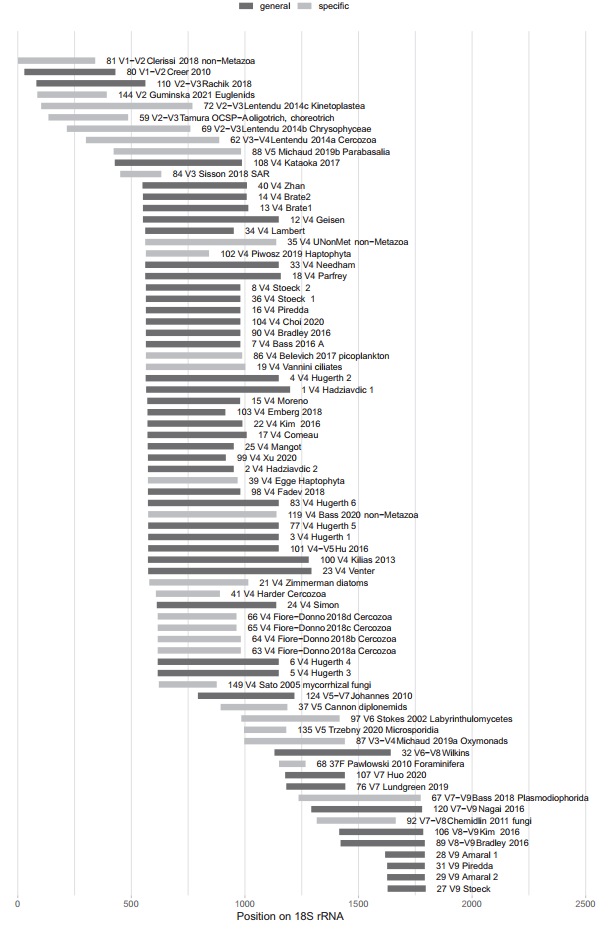 general specific
81 V1−V2 Clerissi 2018 non−Metazoa
80 V1−V2 Creer 2010
110 V2−V3 Rachik 2018
144 V2 Guminska 2021 Euglenids
72 V2−V3 Lentendu 2014c Kinetoplastea
59 V2−V3 Tamura OCSP−A oligotrich, choreotrich
69 V2−V3 Lentendu 2014b Chrysophyceae
62 V3−V4 Lentendu 2014a Cercozoa
88 V5 Michaud 2019b Parabasalia
108 V4 Kataoka 2017
84 V3 Sisson 2018 SAR
40 V4 Zhan
14 V4 Brate2
13 V4 Brate1
12 V4 Geisen
34 V4 Lambert
35 V4 UNonMet non−Metazoa
102 V4 Piwosz 2019 Haptophyta
33 V4 Needham
18 V4 Parfrey
8 V4 Stoeck 2
36 V4 Stoeck 1
16 V4 Piredda
104 V4 Choi 2020
90 V4 Bradley 2016
7 V4 Bass 2016 A
86 V4 Belevich 2017 picoplankton
19 V4 Vannini ciliates
4 V4 Hugerth 2
1 V4 Hadziavdic 1
15 V4 Moreno
103 V4 Emberg 2018
22 V4 Kim 2016
17 V4 Comeau
25 V4 Mangot
99 V4 Xu 2020
2 V4 Hadziavdic 2
39 V4 Egge Haptophyta
98 V4 Fadev 2018
83 V4 Hugerth 6
119 V4 Bass 2020 non−Metazoa
77 V4 Hugerth 5
3 V4 Hugerth 1
101 V4−V5 Hu 2016
100 V4 Kilias 2013
23 V4 Venter
21 V4 Zimmerman diatoms
41 V4 Harder Cercozoa
24 V4 Simon
66 V4 Fiore−Donno 2018d Cercozoa
65 V4 Fiore−Donno 2018c Cercozoa
64 V4 Fiore−Donno 2018b Cercozoa
63 V4 Fiore−Donno 2018a Cercozoa
6 V4 Hugerth 4
5 V4 Hugerth 3
149 V4 Sato 2005 mycorrhizal fungi
124 V5−V7 Johannes 2010
37 V5 Cannon diplonemids
97 V6 Stokes 2002 Labyrinthulomycetes
135 V5 Trzebny 2020 Microsporidia
87 V3−V4 Michaud 2019a Oxymonads
32 V6−V8 Wilkins
68 37F Pawlowski 2010 Foraminifera
107 V7 Huo 2020
76 V7 Lundgreen 2019
67 V7−V9 Bass 2018 Plasmodiophorida
120 V7−V9 Nagai 2016
92 V7−V8 Chemidlin 2011 fungi
106 V8−V9 Kim 2016
89 V8−V9 Bradley 2016
28 V9 Amaral 1
31 V9 Piredda
29 V9 Amaral 2
27 V9 Stoeck
0 500 1000 1500 2000 2500
Position on 18S rRNA